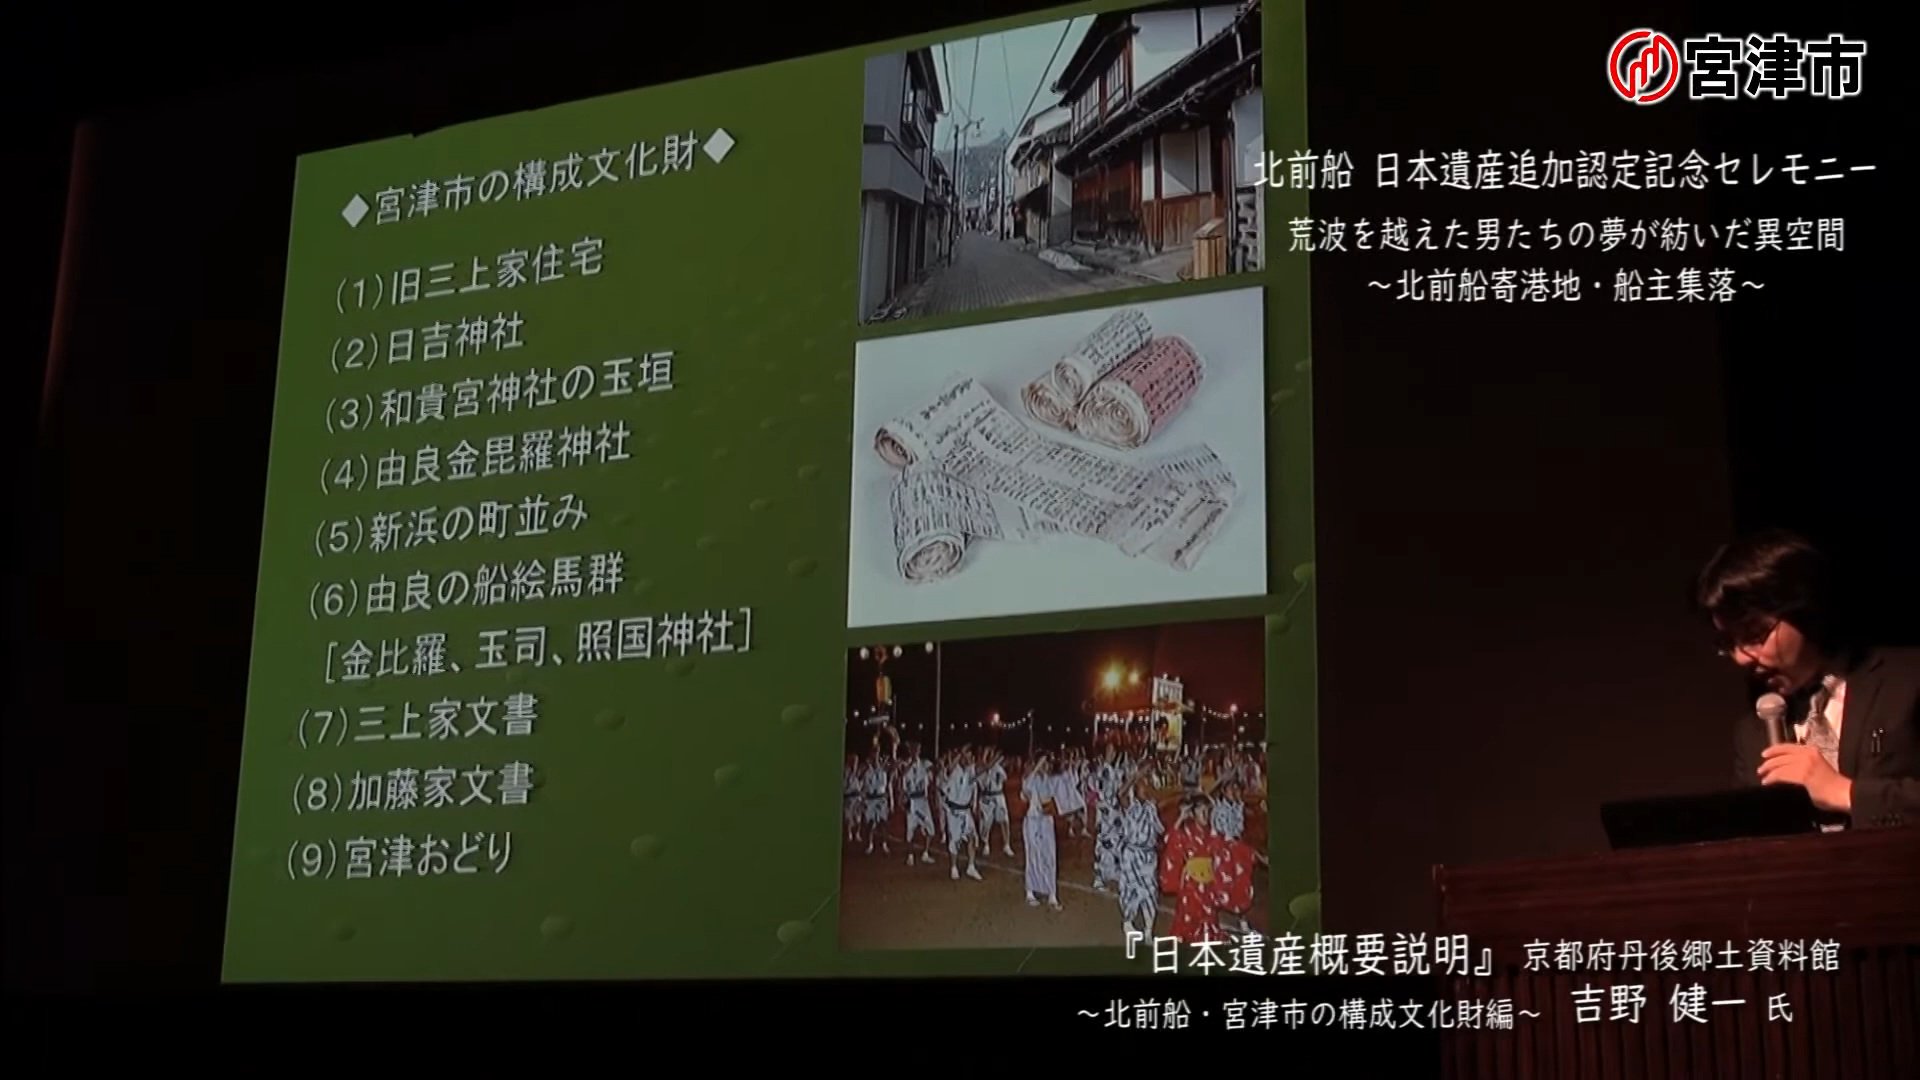 宮津市
北前船 日本遺産追加認定記念セレモニー
荒波を越えた男たちの夢が紡いだ異空間
～北前船寄港地・船主集落～
◆宮津市の構成文化財◆
(1)旧三上家住宅
(2)日吉神社
(3)和貴宮神社の玉垣
(4)由良金毘羅神社
(5)新浜の町並み
(6)由良の船絵馬群
[金比羅、玉司、照国神社]
(7)三上家文書
(8)加藤家文書
(9)宮津おどり
『日本遺産概要説明』 京都府丹後郷土資料館
～北前船・宮津市の構成文化財編～ 吉野 健一 氏